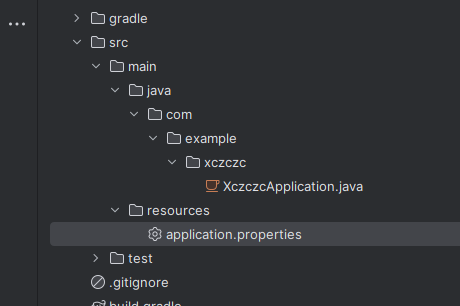 gradle
src
main
java
com
example
xczczc
XczczcApplication.java
resources
application.properties
test
.gitignore
build.gradle